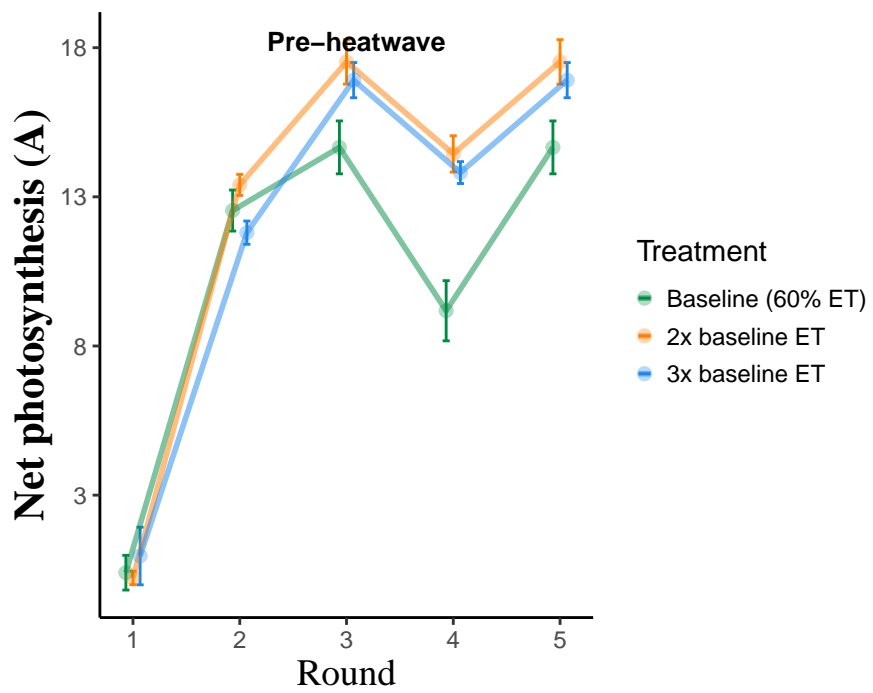 Pre−heatwave
18
13
8
3
Net photosynthesis (A)
1 2 3 4 5
Round
Treatment
Baseline (60% ET)
2x baseline ET
3x baseline ET